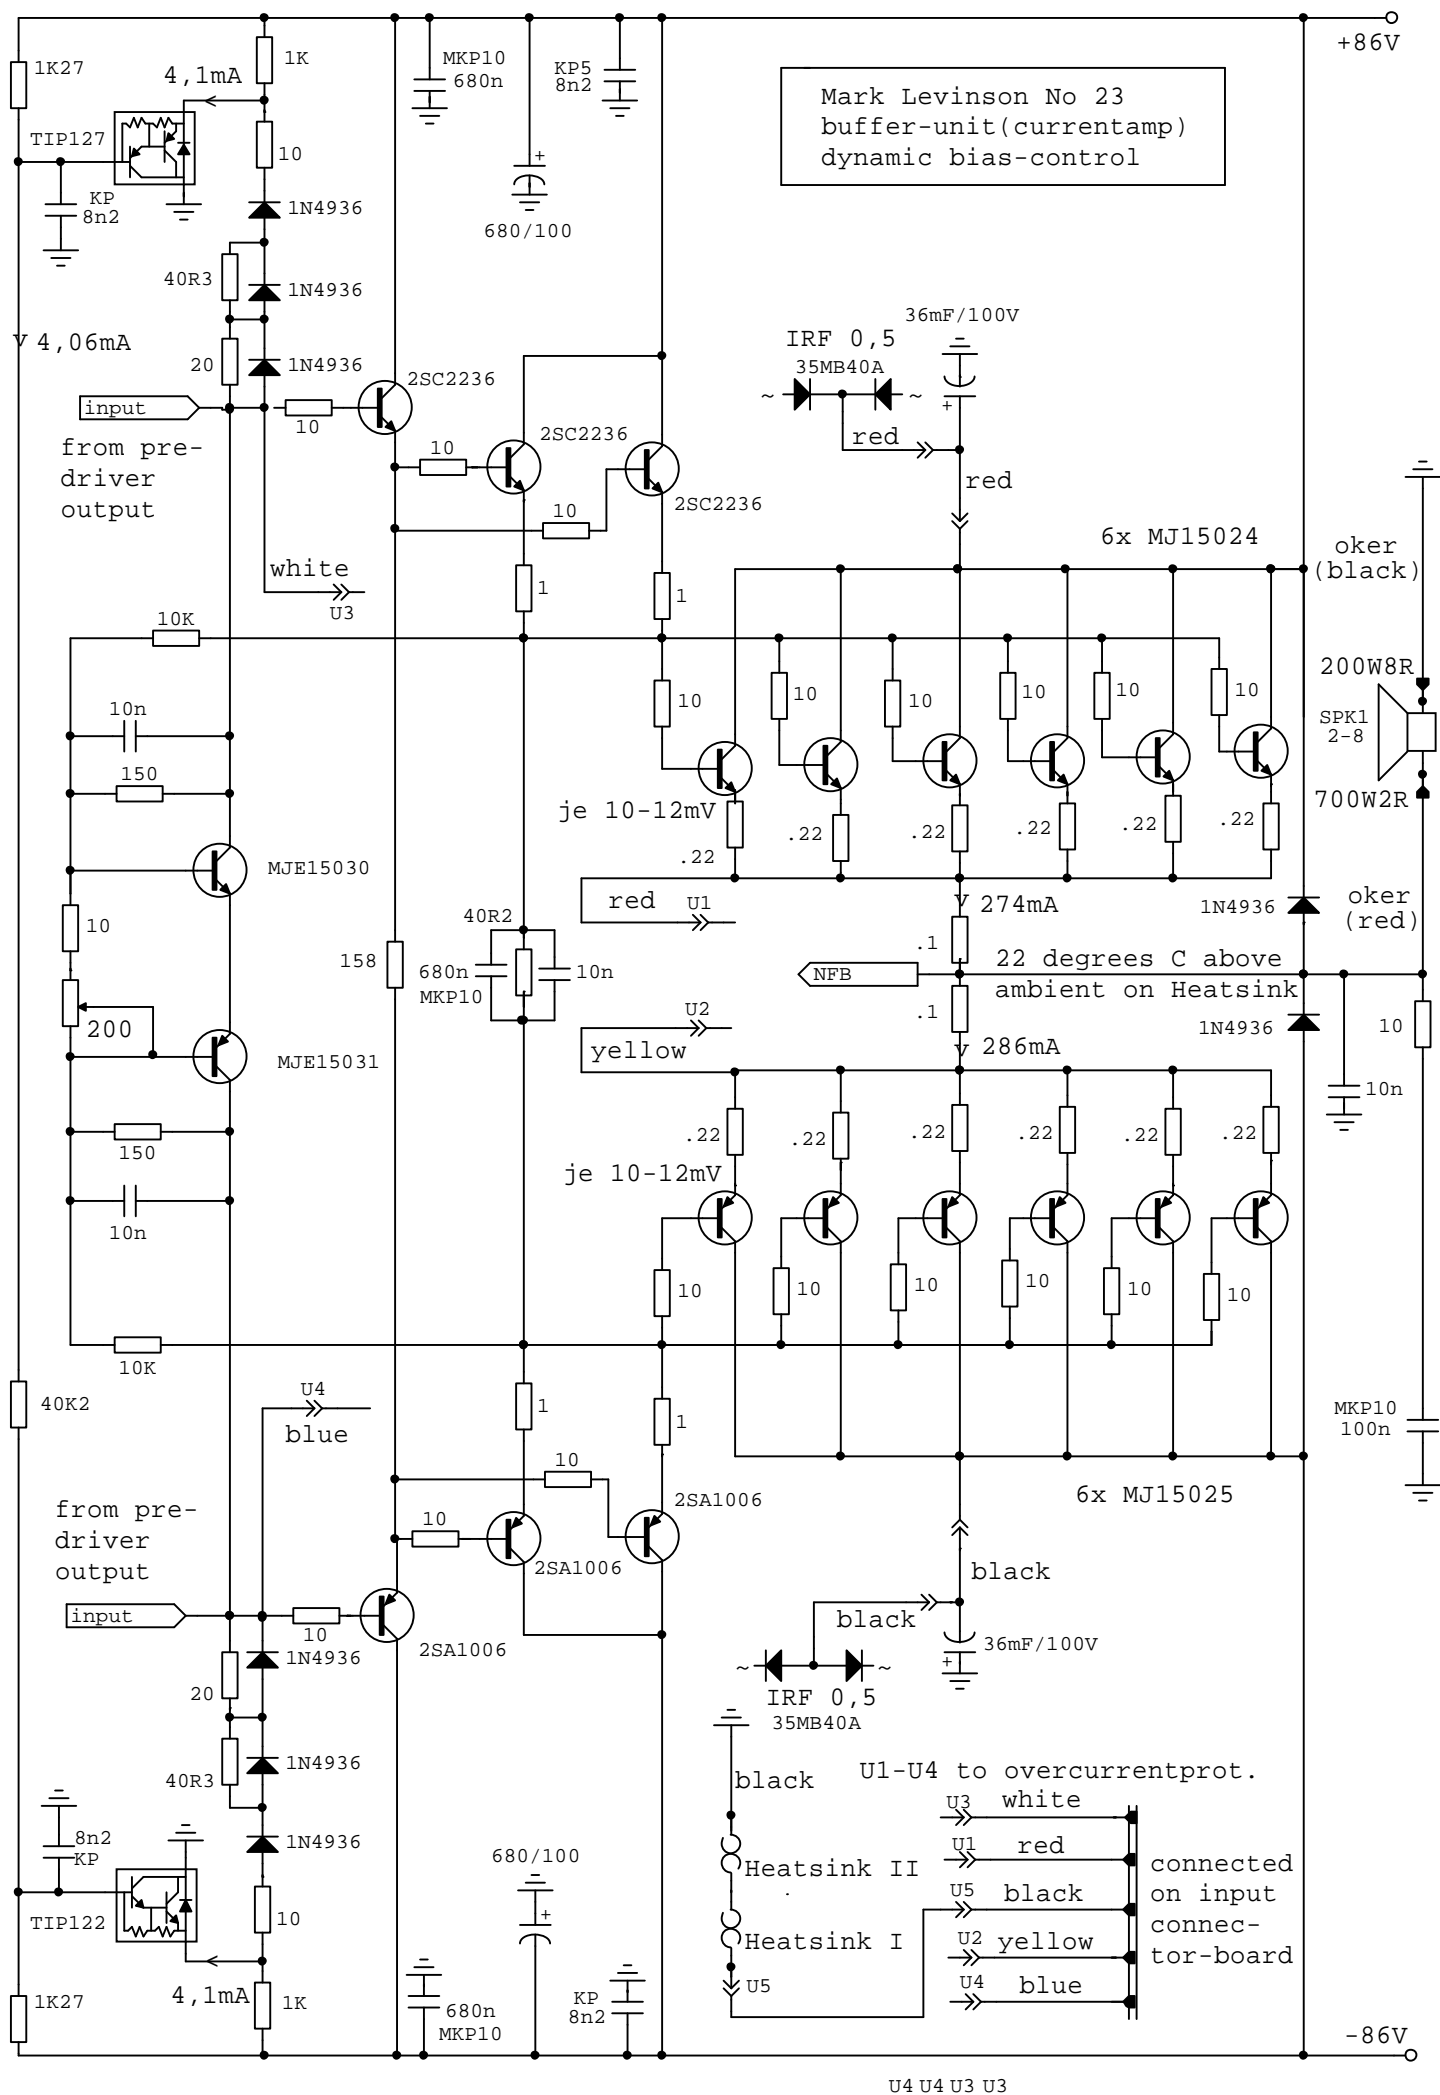 +86V
1K27
4,1mA
1K
MKP10
680n
KP5
8n2
Mark Levinson No 23
buffer-unit(currentamp)
dynamic bias-control
TIP127
10
KP
8n2
1N4936
+
680/100
40R3
1N4936
v 4,06mA
20
1N4936
36mF/100V
IRF 0,5
35MB40A
~
~
+
red
red
input
10
2SC2236
from pre-
driver
output
10
2SC2236
10
2SC2236
6x MJ15024
oker
(black)
white
U3
1
1
10K
10
10
10
10
10
10
200W8R
SPK1
2-8
700W2R
10n
150
je 10-12mV
.22
.22
.22
.22
.22
.22
MJE15030
red
U1
v 274mA
1N4936
oker
(red)
10
40R2
158
680n
MKP10
10n
.1
NFB
22 degrees C above
ambient on Heatsink
200
U2
.1
1N4936
10
yellow
v 286mA
MJE15031
10n
150
.22
.22
.22
.22
.22
.22
je 10-12mV
10n
10
10
10
10
10
10
10K
40K2
U4
blue
1
1
MKP10
100n
6x MJ15025
10
2SA1006
from pre-
driver
output
10
2SA1006
black
input
10
2SA1006
black
36mF/100V
+
1N4936
20
~
~
IRF 0,5
35MB40A
1N4936
40R3
black
U1-U4 to overcurrentprot.
U3
white
8n2
KP
1N4936
680/100
+
Heatsink II
U1
red
connected
on input
connec-
tor-board
U5
black
TIP122
10
Heatsink I
U2
yellow
4,1mA
1K
1K27
680n
MKP10
KP
8n2
U5
U4
blue
-86V
U4 U4 U3 U3